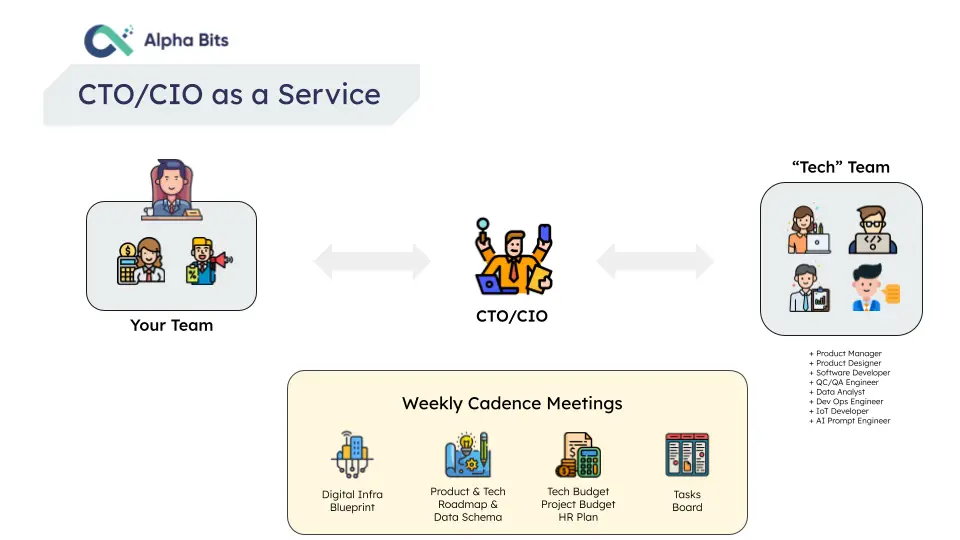 Alpha Bits
CTO/CIO as a Service
“Tech” Team
Your Team
CTO/CIO
+ Product Manager
+ Product Designer
+ Software Developer
+ QC/QA Engineer
+ Data Analyst
+ Dev Ops Engineer
+ IoT Developer
+ AI Prompt Engineer
Weekly Cadence Meetings
Digital Infra
Blueprint
Product & Tech
Roadmap &
Data Schema
Tech Budget
Project Budget
HR Plan
Tasks
Board